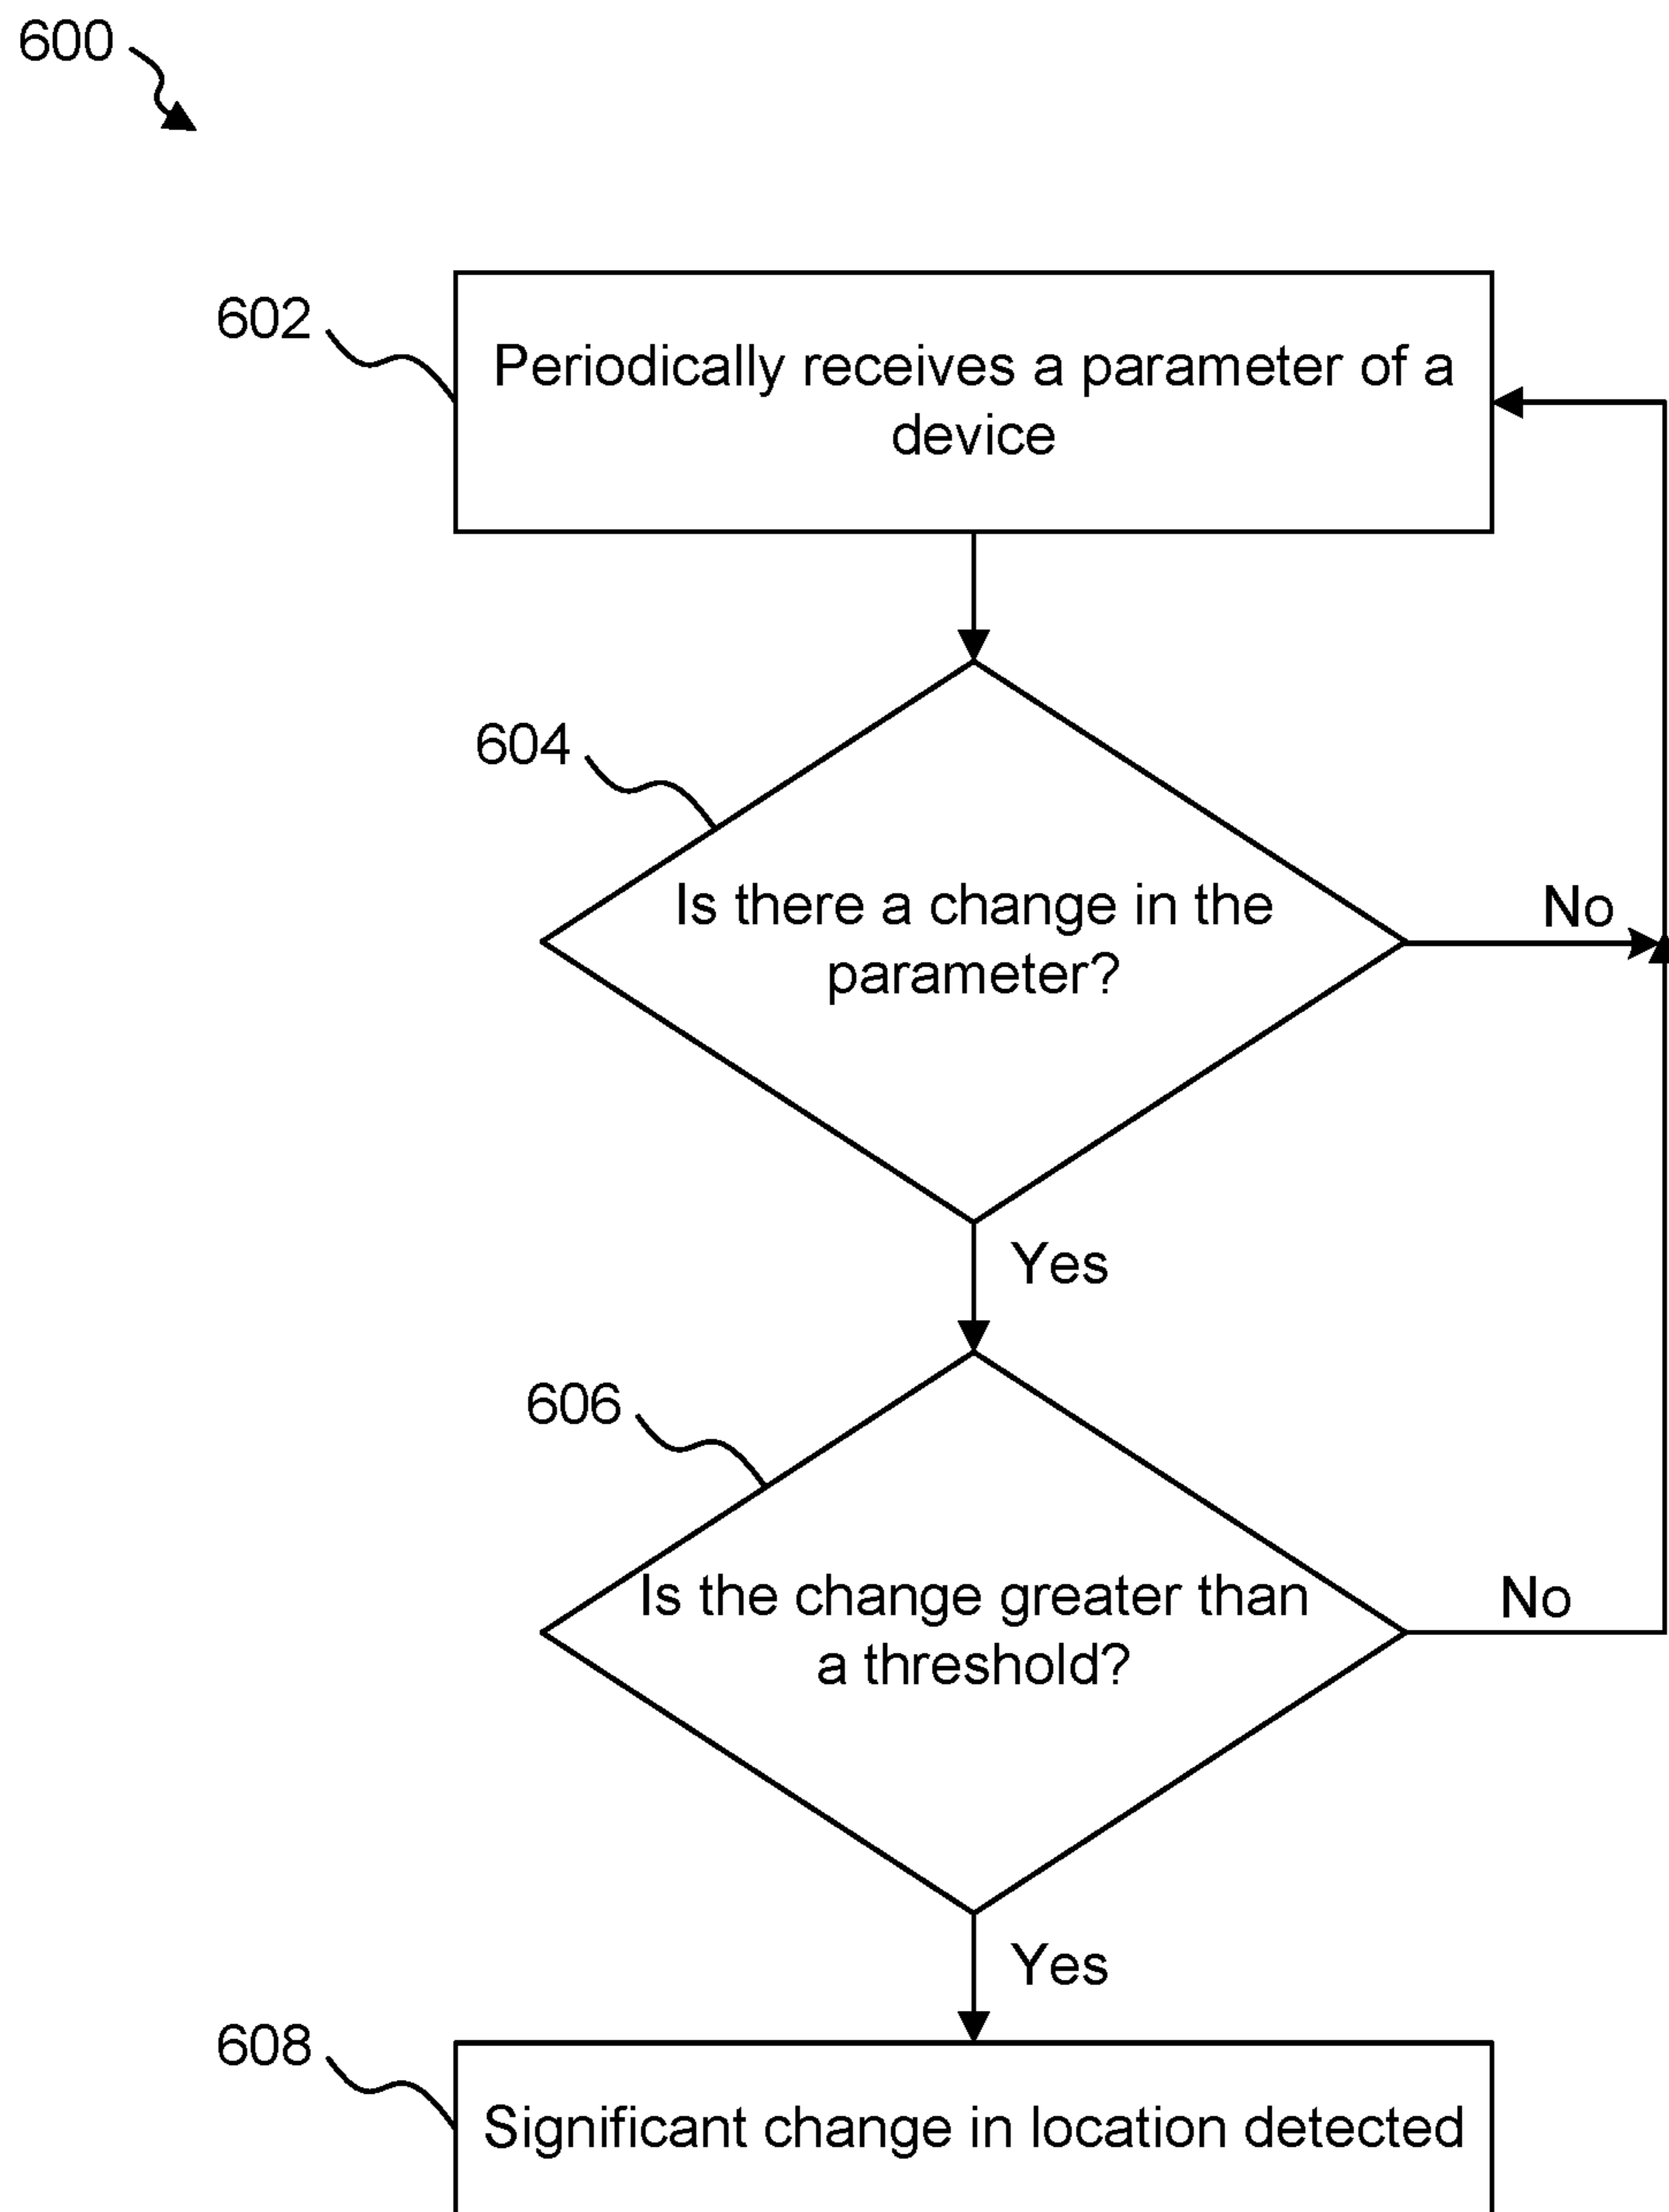 600
602
Periodically receives a parameter of a
device
604
Is there a change in the
parameter?
No
Yes
606
Is the change greater than
a threshold?
No
Yes
608
Significant change in location detected